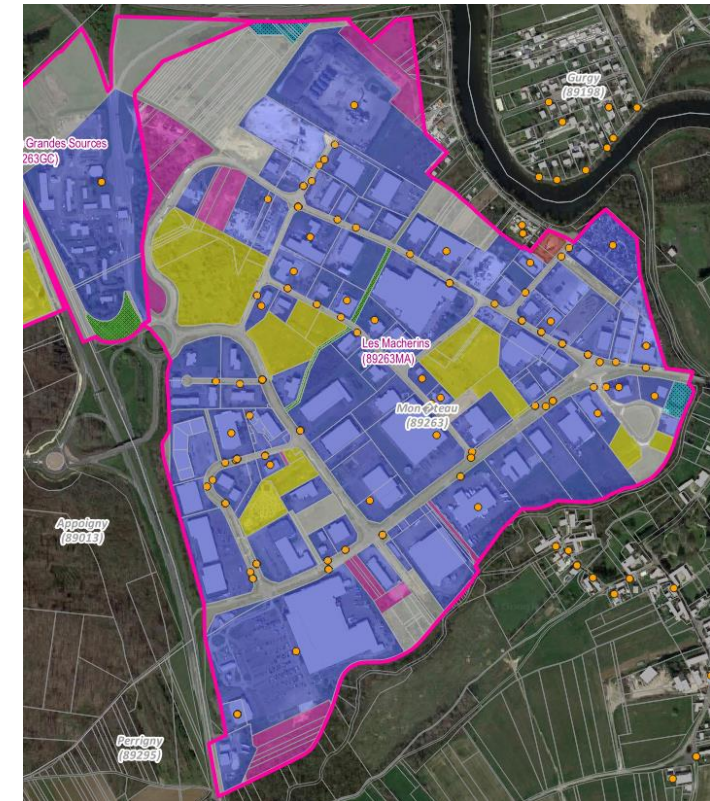 Gurgy
(89198)
Grandes Sources
263GC)
Les Macherins
(89263MA)
Mon�teau
(89263)
Appoigny
(89013)
Perrigny
(89295)